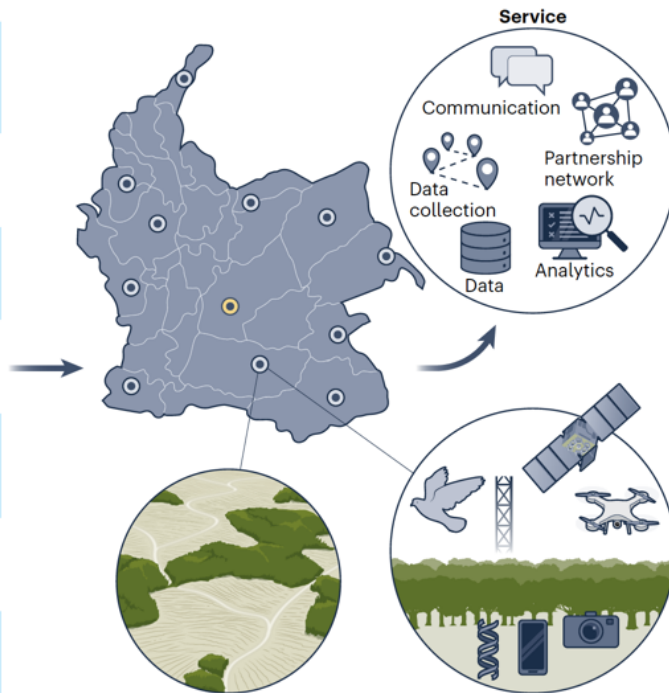 Service
Communication
Partnership
network
Data
collection
Data
Analytics